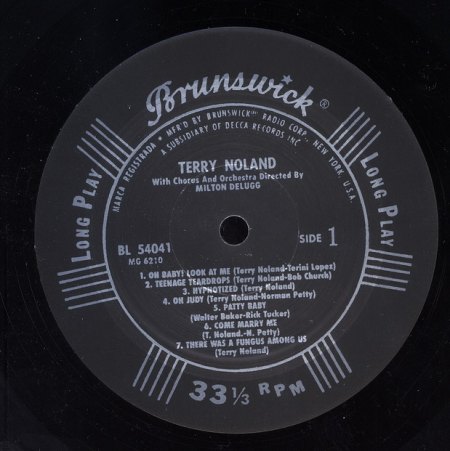 Brunswick ®
MARCA REGISTRADA * MFR'D BY BRUNSWICK RADIO CORP., NEW YORK, U.S.A.
A SUBSIDIARY OF DECCA RECORDS INC
TERRY NOLAND
With Chorus And Orchestra Directed By
MILTON DELUGG
LONG PLAY
LONG PLAY
BL 54041
MG 6210
SIDE 1
1. OH BABY! LOOK AT ME (Terry Noland-Terini Lopez)
2. TEENAGE TEARDROPS (Terry Noland-Bob Church)
3. HYPNOTIZED (Terry Noland)
4. OH JUDY (Terry Noland-Norman Petty)
5. PATTY BABY
(Walter Baker-Rick Tucker)
6. COME MARRY ME
(T. Noland.-N. Petty)
7. THERE WAS A FUNGUS AMONG US
(Terry Noland)
33 1/3 RPM